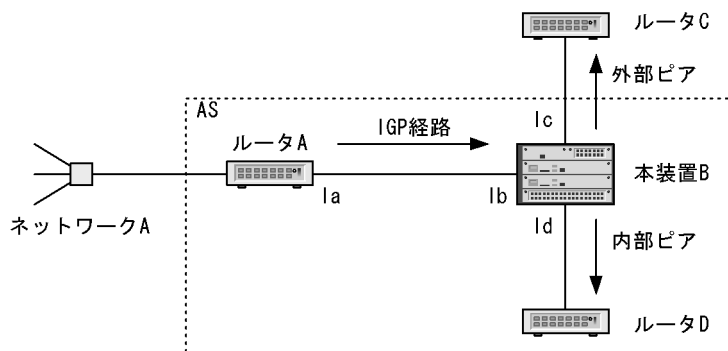 ルータC
外部ピア
AS
Ic
ルータA
IGP経路
本装置B
Ia
Ib
ネットワークA
Id
内部ピア
ルータD